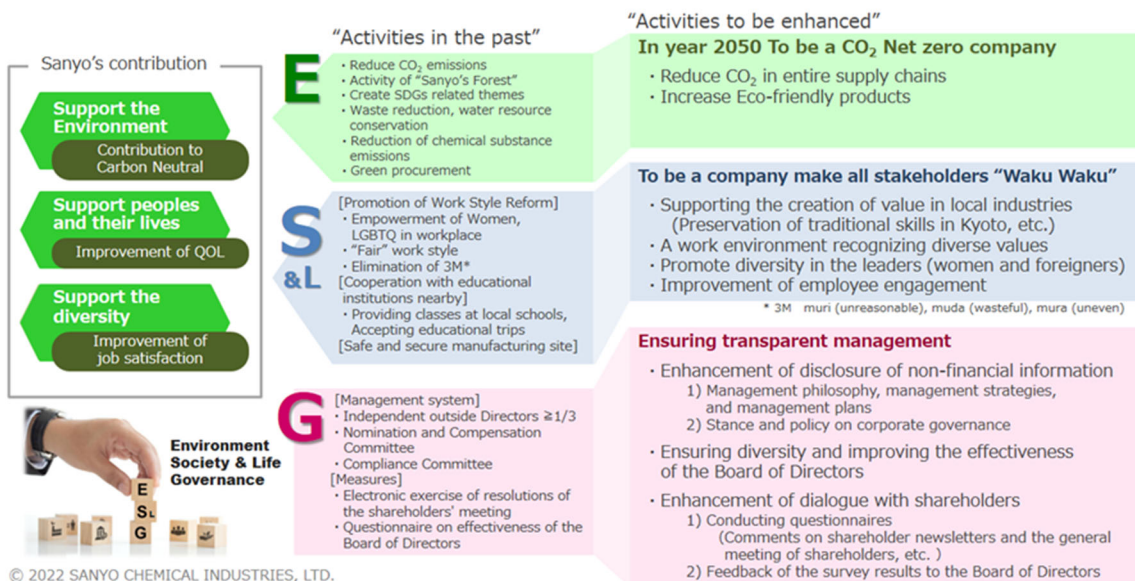 Sanyo's contribution
Support the
Environment
Contribution to
Carbon Neutral
Support peoples
and their lives
Improvement of QOL
Support the
diversity
Improvement of
job satisfaction
Environment
Society & Life
Governance
E
S L
G
"Activities in the past"
E
・Reduce CO₂ emissions
・Activity of "Sanyo's Forest"
・Create SDGs related themes
・Waste reduction, water resource
conservation
・Reduction of chemical substance
emissions
・Green procurement
S
&L
[Promotion of Work Style Reform]
・Empowerment of Women,
LGBTQ in workplace
・"Fair" work style
・Elimination of 3M*
[Cooperation with educational
institutions nearby]
・Providing classes at local schools,
Accepting educational trips
[Safe and secure manufacturing site]
G
[Management system]
・Independent outside Directors ≧1/3
・Nomination and Compensation
Committee
・Compliance Committee
[Measures]
・Electronic exercise of resolutions of
the shareholders' meeting
・Questionnaire on effectiveness of the
Board of Directors
"Activities to be enhanced"
In year 2050 To be a CO₂ Net zero company
・Reduce CO₂ in entire supply chains
・Increase Eco-friendly products
To be a company make all stakeholders "Waku Waku"
・Supporting the creation of value in local industries
(Preservation of traditional skills in Kyoto, etc.)
・A work environment recognizing diverse values
・Promote diversity in the leaders (women and foreigners)
・Improvement of employee engagement
* 3M muri (unreasonable), muda (wasteful), mura (uneven)
Ensuring transparent management
・Enhancement of disclosure of non-financial information
1) Management philosophy, management strategies,
and management plans
2) Stance and policy on corporate governance
・Ensuring diversity and improving the effectiveness
of the Board of Directors
・Enhancement of dialogue with shareholders
1) Conducting questionnaires
(Comments on shareholder newsletters and the general
meeting of shareholders, etc. )
2) Feedback of the survey results to the Board of Directors
© 2022 SANYO CHEMICAL INDUSTRIES, LTD.